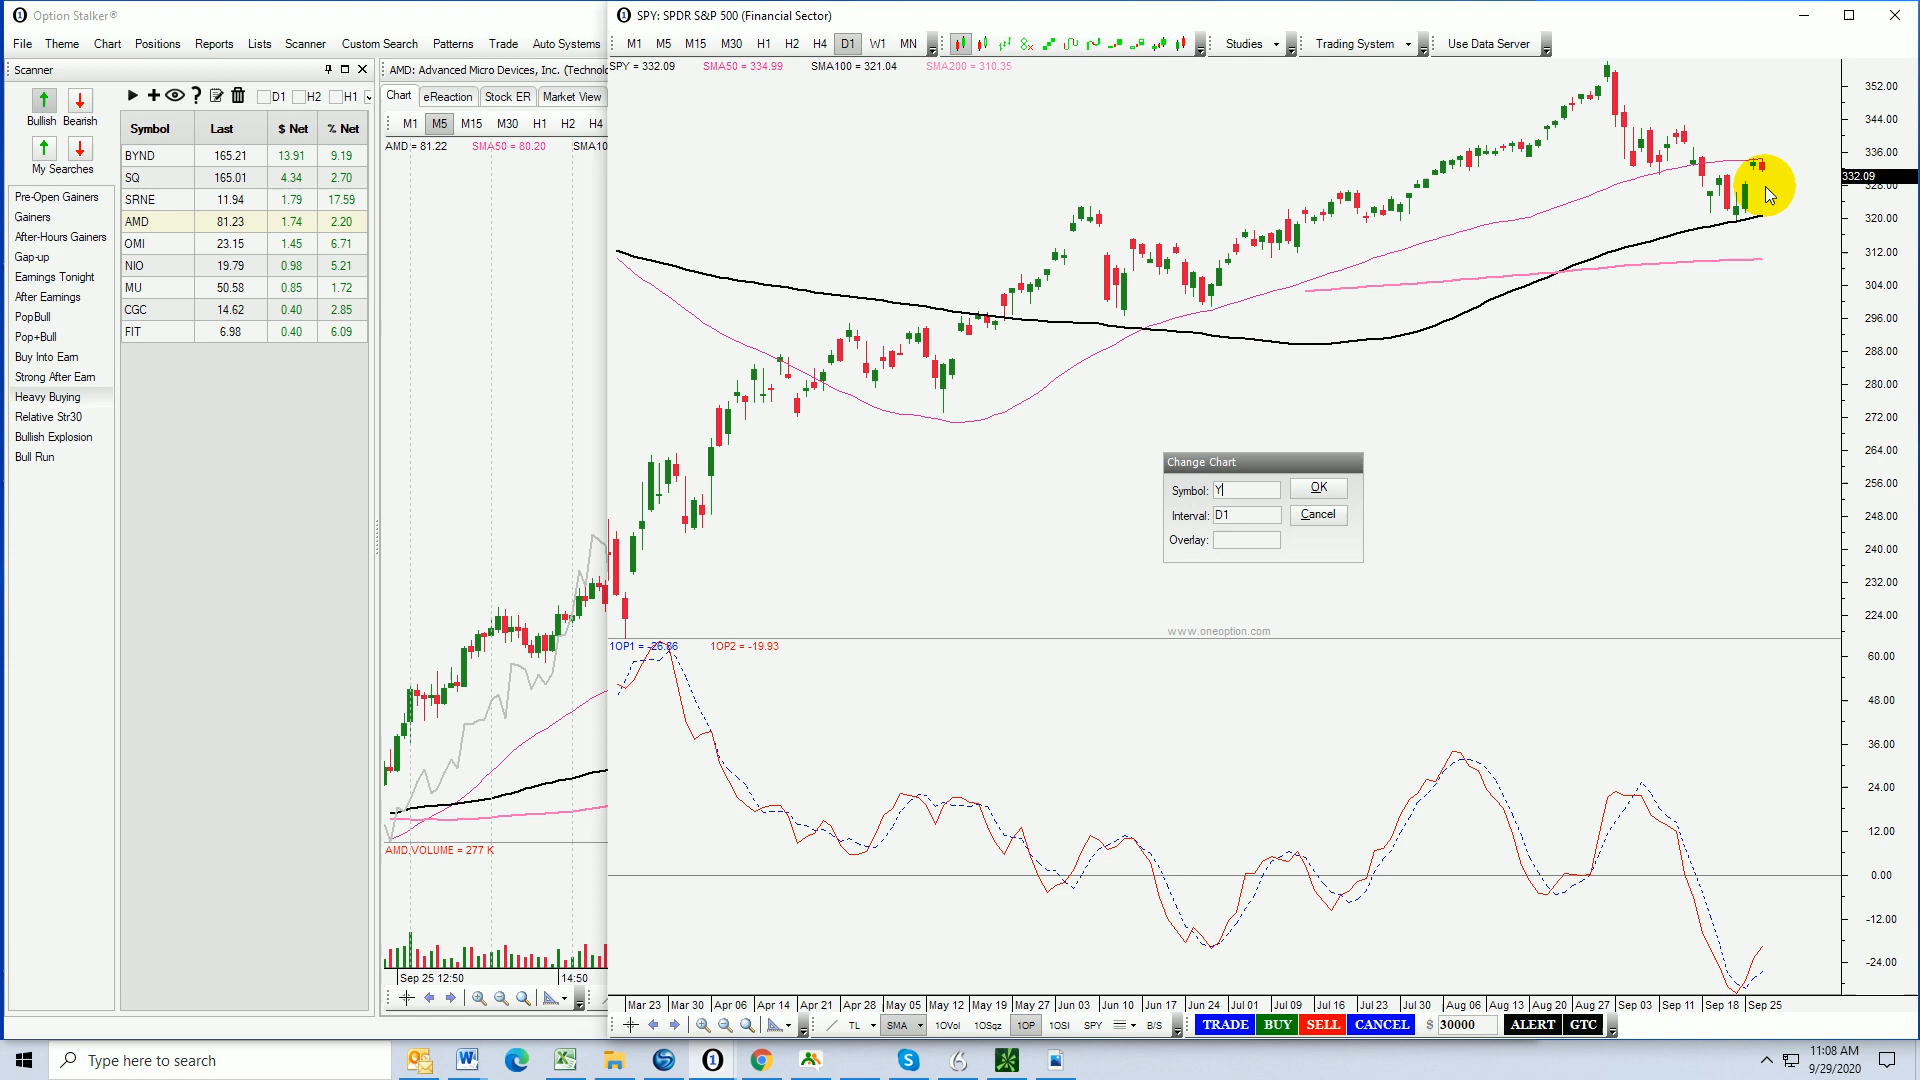 Option Stalker®
SPY: SPDR S&P 500 (Financial Sector)
File Theme Chart Positions Reports Lists Scanner Custom Search Patterns Trade Auto Systems
M1 M5 M15 M30 H1 H2 H4 D1 W1 MN Studies Trading System Use Data Server
Scanner
AMD: Advanced Micro Devices, Inc. (Technolo
SPY = 332.09 SMA50 = 334.99 SMA100 = 321.04 SMA200 = 310.35
Bullish Bearish
My Searches
D1 H2 H1
Chart eReaction Stock ER Market View
M1 M5 M15 M30 H1 H2 H4
AMD = 81.22 SMA50 = 80.20 SMA10
Symbol Last $ Net % Net
BYND 165.21 13.91 9.19
SQ 165.01 4.34 2.70
SRNE 11.94 1.79 17.59
AMD 81.23 1.74 2.20
OMI 23.15 1.45 6.71
NIO 19.79 0.98 5.21
MU 50.58 0.85 1.72
CGC 14.62 0.40 2.85
FIT 6.98 0.40 6.09
Pre-Open Gainers
Gainers
After-Hours Gainers
Gap-up
Earnings Tonight
After Earnings
PopBull
Pop+Bull
Buy Into Earn
Strong After Earn
Heavy Buying
Relative Str30
Bullish Explosion
Bull Run
352.00
344.00
336.00
332.09
328.00
320.00
312.00
304.00
296.00
288.00
280.00
272.00
264.00
256.00
248.00
240.00
232.00
224.00
Change Chart
Symbol: Y OK
Interval: D1 Cancel
Overlay:
www.oneoption.com
1OP1 = -26.86 1OP2 = -19.93
60.00
48.00
36.00
24.00
12.00
0.00
-12.00
-24.00
AMD.VOLUME = 277 K
Sep 25 12:50 14:50
Mar 23 Mar 30 Apr 06 Apr 14 Apr 21 Apr 28 May 05 May 12 May 19 May 27 Jun 03 Jun 10 Jun 17 Jun 24 Jul 01 Jul 09 Jul 16 Jul 23 Jul 30 Aug 06 Aug 13 Aug 20 Aug 27 Sep 03 Sep 11 Sep 18 Sep 25
TL SMA 1OVol 1OSqz 1OP 1OSI SPY B/S TRADE BUY SELL CANCEL $ 30000 ALERT GTC
Type here to search
11:08 AM
9/29/2020